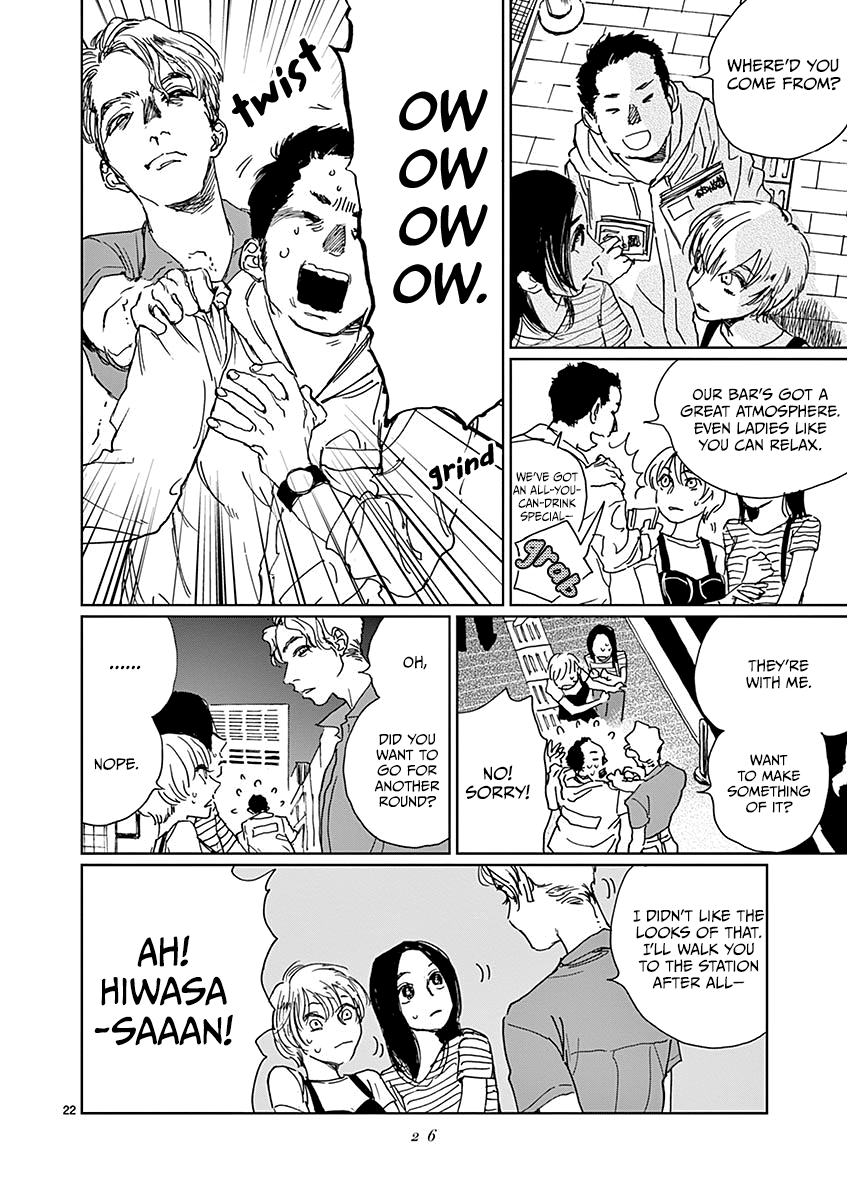 WHERE'D YOU
COME FROM?
OUR BAR'S GOT A
GREAT ATMOSPHERE.
EVEN LADIES LIKE
YOU CAN RELAX.
WE'VE GOT
AN ALL-YOU-
CAN-DRINK
SPECIAL—
grab
twist
OW
OW
OW
OW.
grind
THEY'RE
WITH ME.
WANT
TO MAKE
SOMETHING
OF IT?
NO!
SORRY!
OH,
DID YOU
WANT TO
GO FOR
ANOTHER
ROUND?
......
NOPE.
I DIDN'T LIKE THE
LOOKS OF THAT.
I'LL WALK YOU
TO THE STATION
AFTER ALL—
AH!
HIWASA
-SAAAN!
22
26